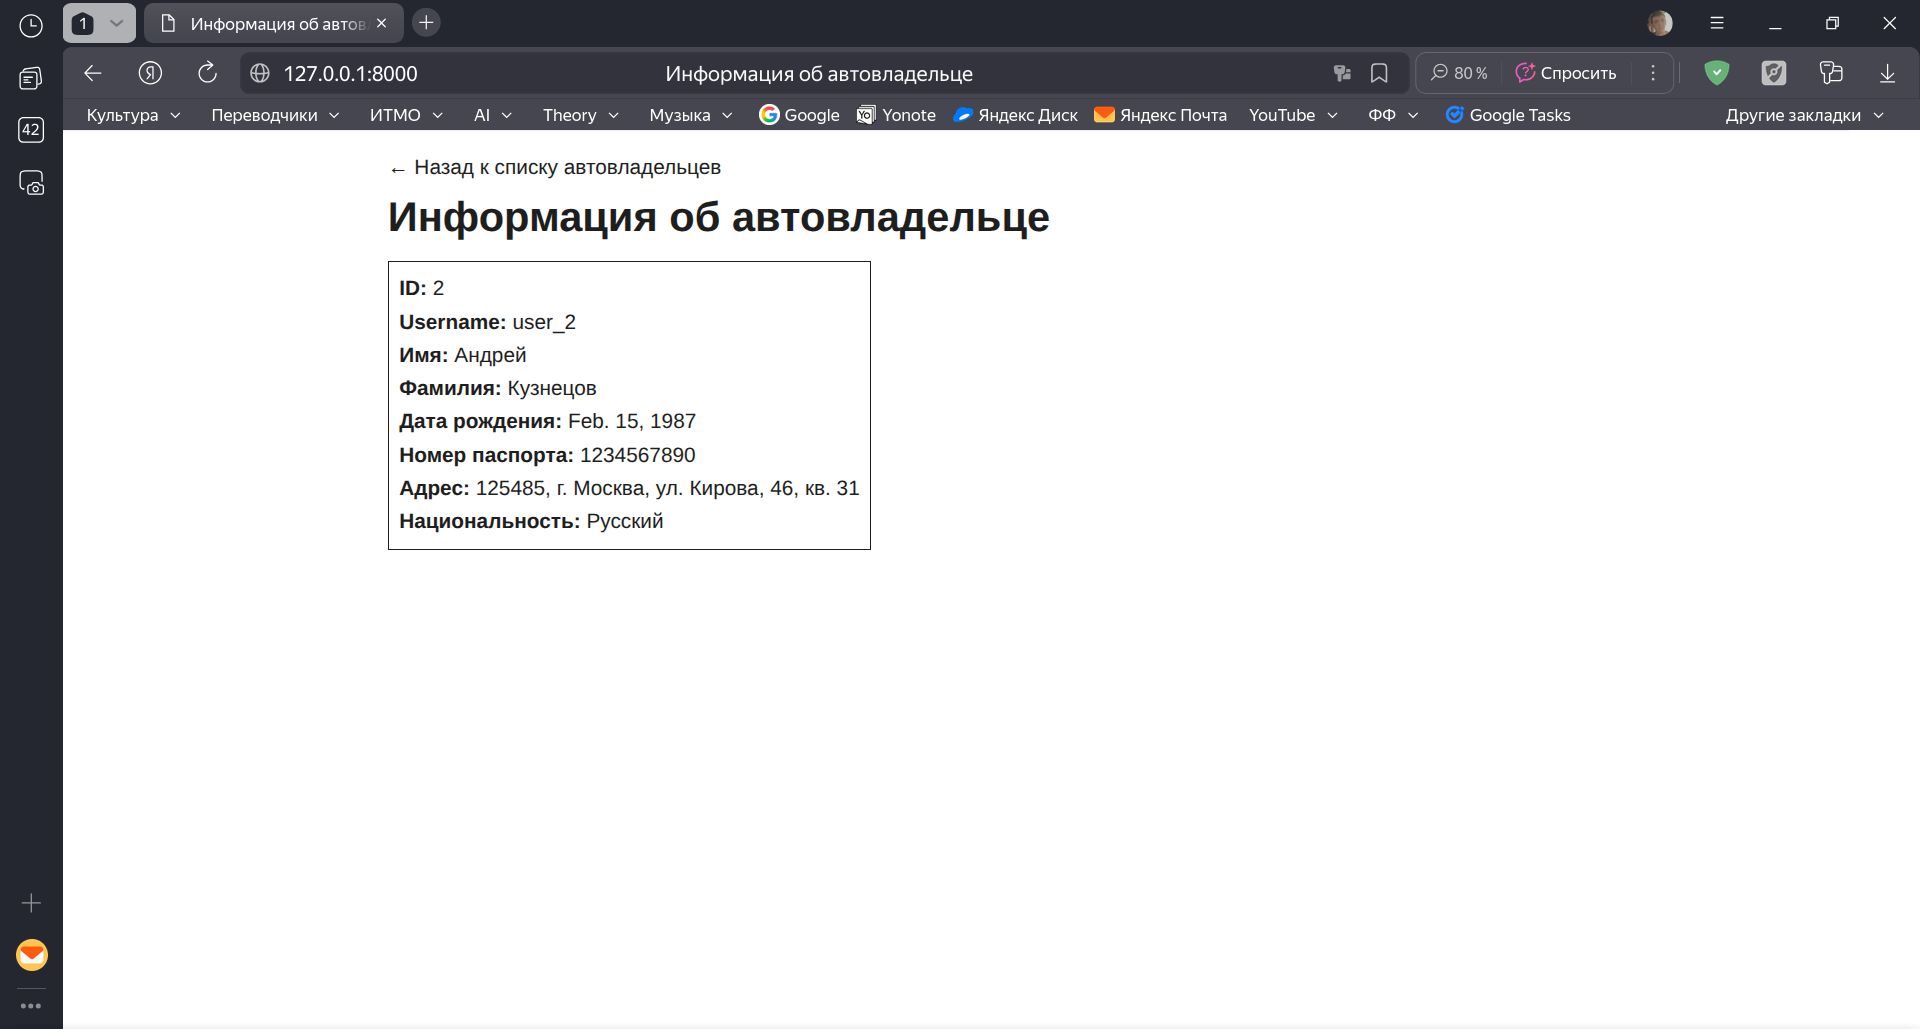 1
Информация об автов
127.0.0.1:8000
Информация об автовладельце
80 %
Спросить
42
Культура
Переводчики
ИТМО
AI
Theory
Музыка
Google
Yonote
Яндекс Диск
Яндекс Почта
YouTube
ФФ
Google Tasks
Другие закладки
← Назад к списку автовладельцев
Информация об автовладельце
ID: 2
Username: user_2
Имя: Андрей
Фамилия: Кузнецов
Дата рождения: Feb. 15, 1987
Номер паспорта: 1234567890
Адрес: 125485, г. Москва, ул. Кирова, 46, кв. 31
Национальность: Русский